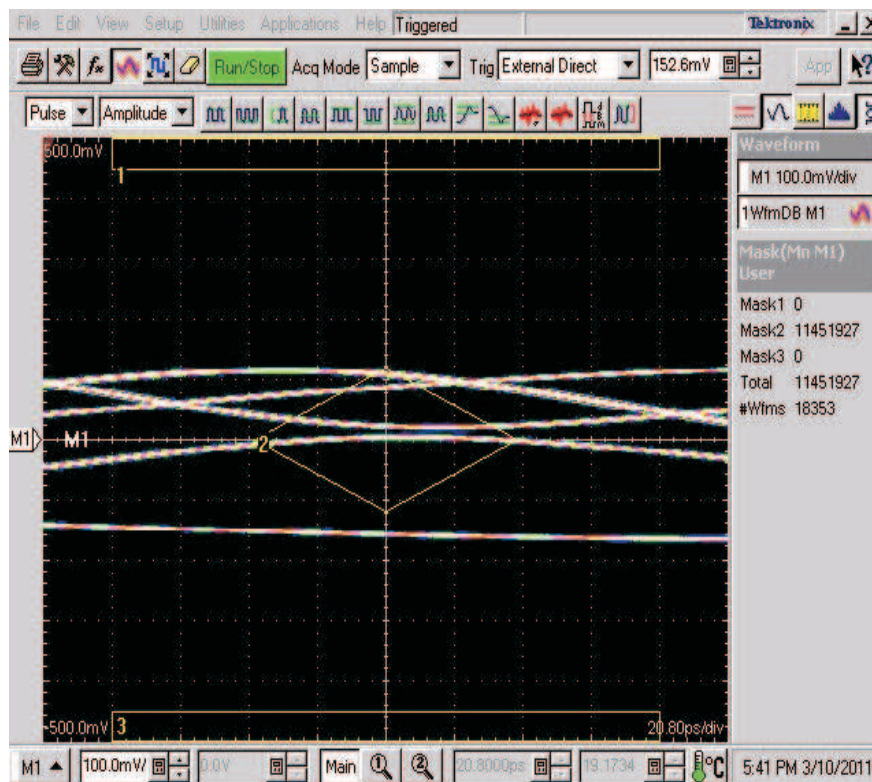 File Edit View Setup Utilities Applications Help Triggered Tektronix
Run/Stop Acq Mode Sample Trig External Direct 152.6mV App
Pulse Amplitude
500.0mV
1
Waveform
M1 100.0mV/div
1WfmDB M1
Mask(Mn M1)
User
Mask1 0
Mask2 11451927
Mask3 0
Total 11451927
#Wfms 18353
M1 M1
2
-500.0mV 3 20.80ps/div
M1 100.0mV/ 0.0V Main 1 2 20.8000ps 19.1734 °C 5:41 PM 3/10/2011